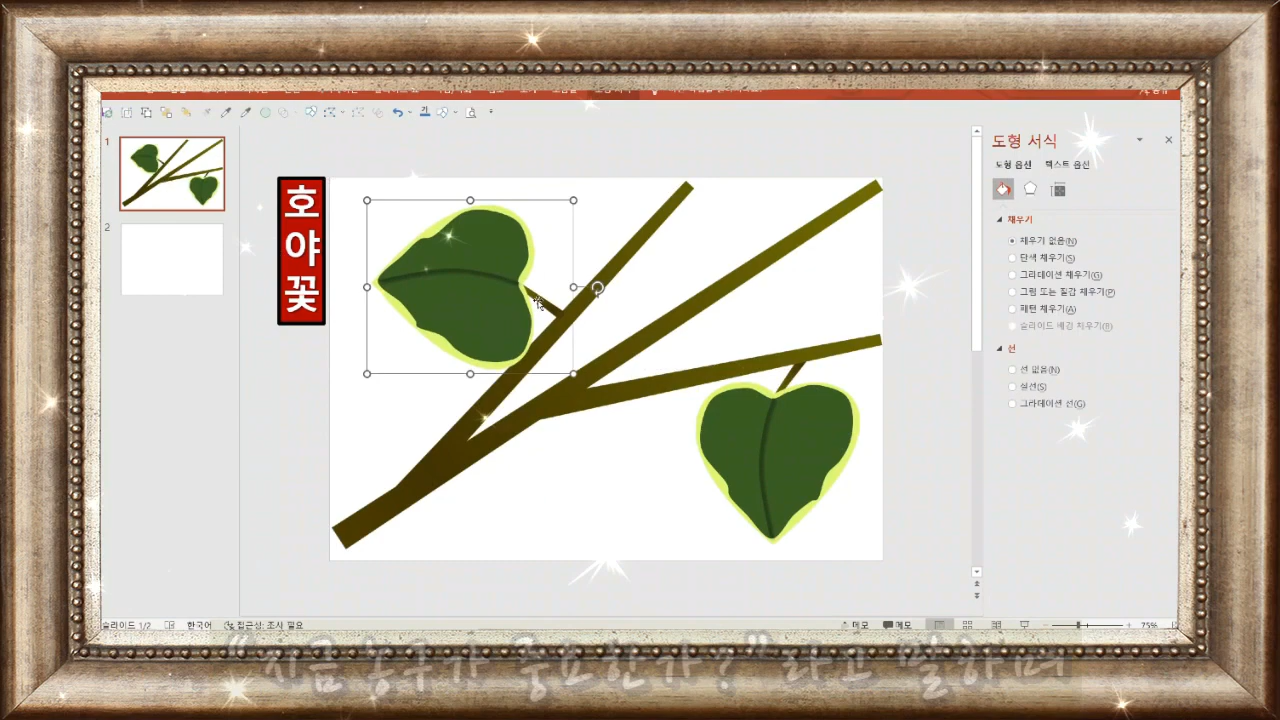 1
2
호
야
꽃
도형 서식
도형 옵션 텍스트 옵션
채우기
채우기 없음(N)
단색 채우기(S)
그라데이션 채우기(G)
그림 또는 질감 채우기(P)
패턴 채우기(A)
슬라이드 배경 채우기(B)
선
선 없음(N)
실선(S)
그라데이션 선(G)
슬라이드 1/2 한국어 접근성: 조사 필요 메모 메모 75%
"지금 농구가 중요한가?"라고 말하며